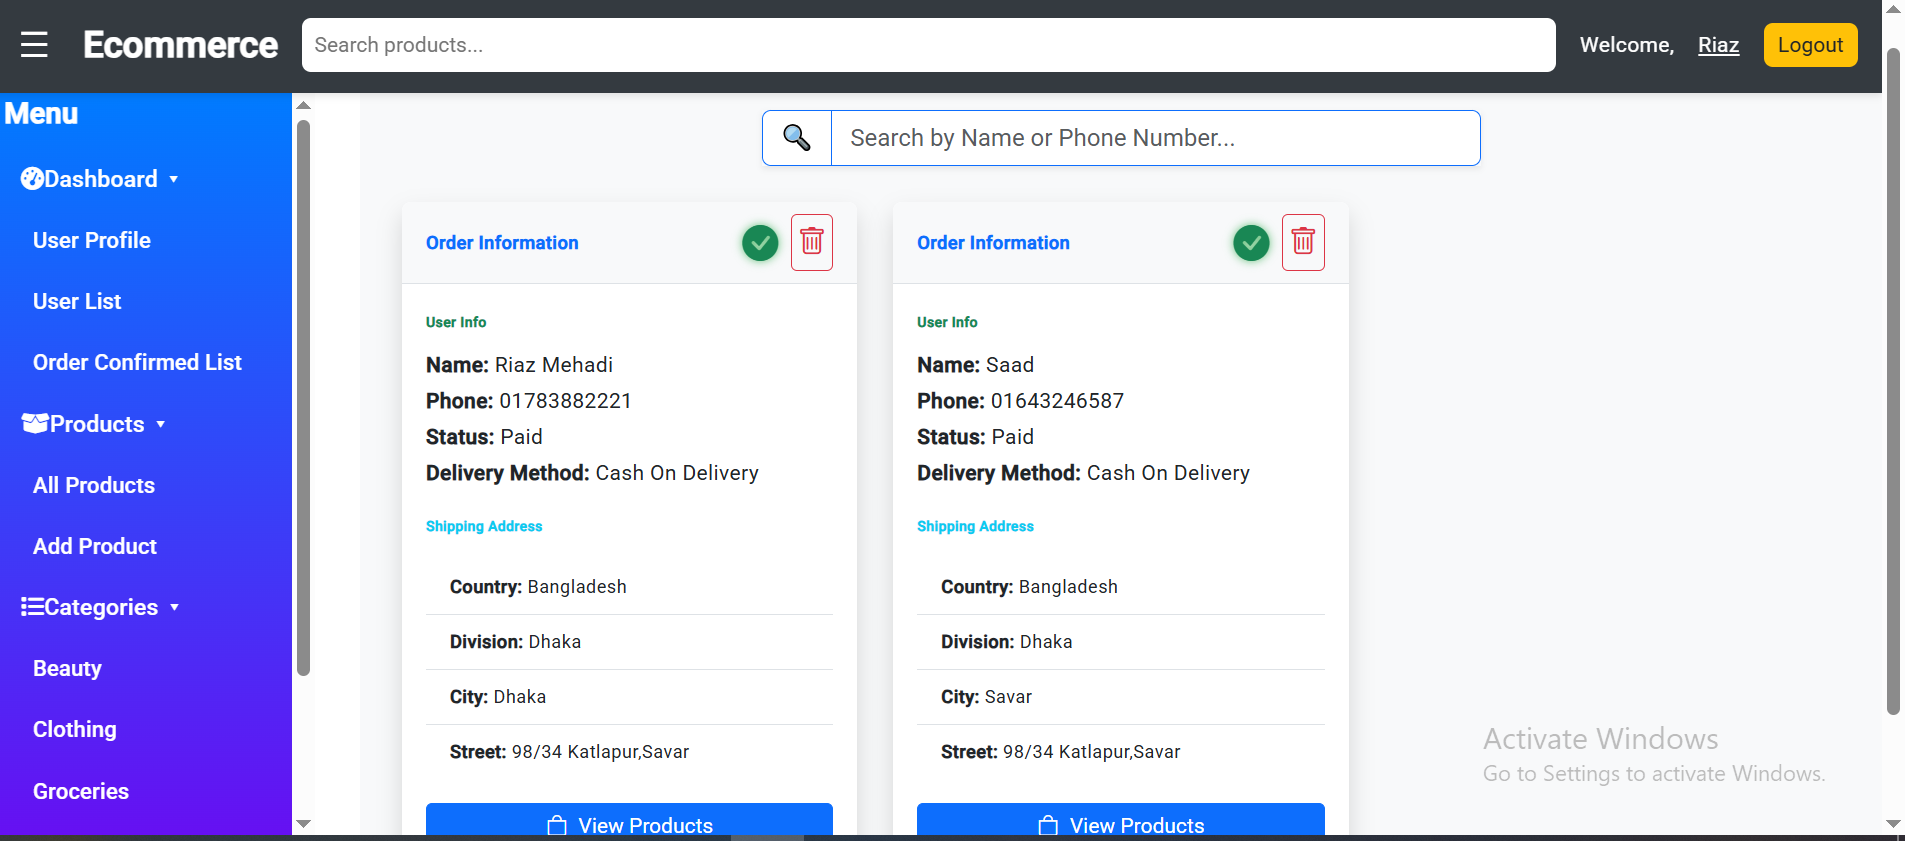 Ecommerce
Search products...
Welcome, Riaz
Logout
Menu
Dashboard
User Profile
User List
Order Confirmed List
Products
All Products
Add Product
Categories
Beauty
Clothing
Groceries
Search by Name or Phone Number...
Order Information
User Info
Name: Riaz Mehadi
Phone: 01783882221
Status: Paid
Delivery Method: Cash On Delivery
Shipping Address
Country: Bangladesh
Division: Dhaka
City: Dhaka
Street: 98/34 Katlapur,Savar
View Products
Order Information
User Info
Name: Saad
Phone: 01643246587
Status: Paid
Delivery Method: Cash On Delivery
Shipping Address
Country: Bangladesh
Division: Dhaka
City: Savar
Street: 98/34 Katlapur,Savar
View Products
Activate Windows
Go to Settings to activate Windows.